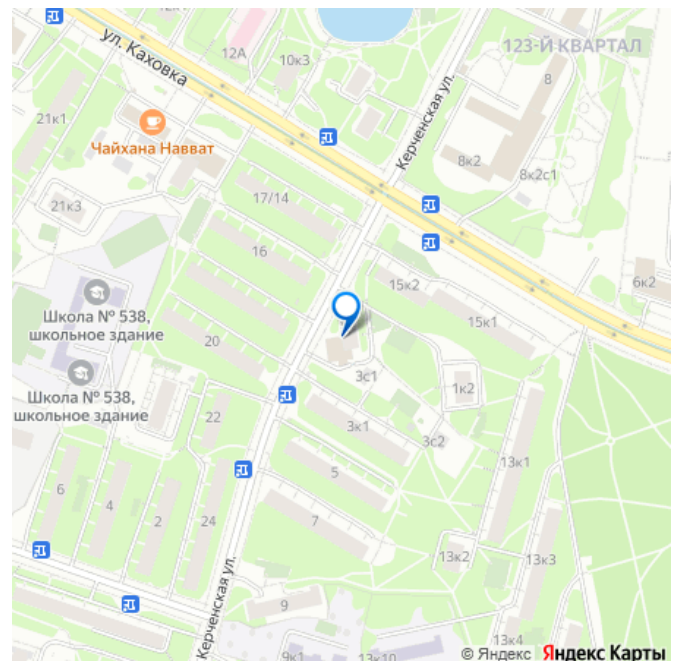 ул. Каховка
12А
10к3
123-Й КВАРТАЛ
8
Керченская ул.
21к1
Чайхана Навват
8к2
8к2с1
21к3
17/14
16
15к2
6к2
Школа № 538,
школьное здание
15к1
20
3с1
1к2
Школа № 538,
школьное здание
22
3к1
3с2
13к1
6
4
2
24
5
7
13к2
13к3
Керченская ул.
9
9к1
13к10
13к4
© Яндекс Яндекс Карты